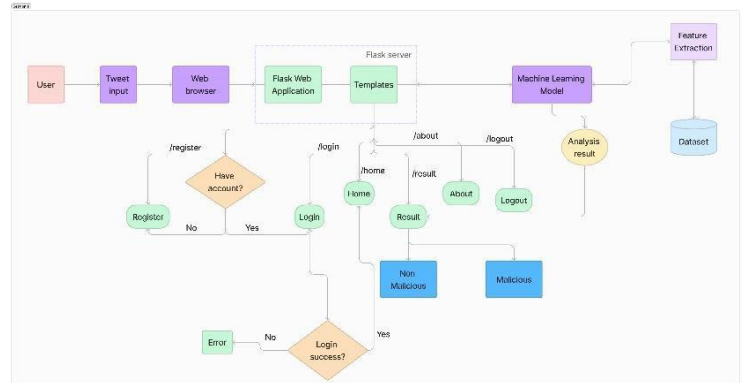 Feature
Extraction
Flask server
User
Tweet
input
Web
browser
Flask Web
Application
Templates
Machine Learning
Model
Dataset
Analysis
result
/register
/login
/home
/about
/result
/logout
Have
account?
Register
Login
Home
Result
About
Logout
No
Yes
Non
Malicious
Malicious
Error
No
Login
success?
Yes